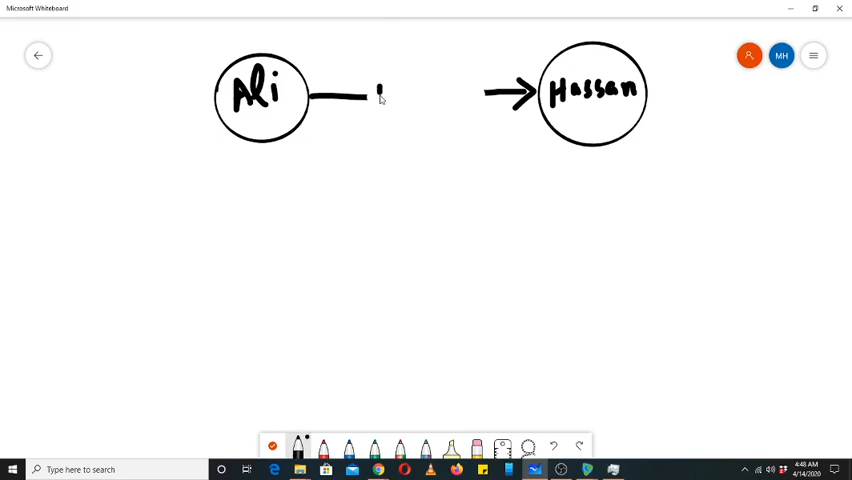 Microsoft Whiteboard
MH
Ali
Hassan
Type here to search
4:48 AM
4/14/2020